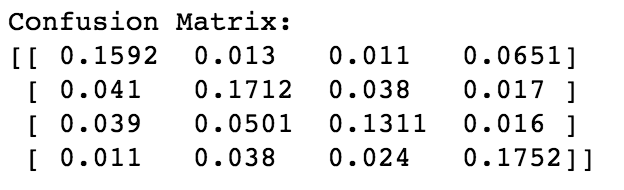 Confusion Matrix:
[[ 0.1592 0.013 0.011 0.0651]
[ 0.041 0.1712 0.038 0.017 ]
[ 0.039 0.0501 0.1311 0.016 ]
[ 0.011 0.038 0.024 0.1752]]